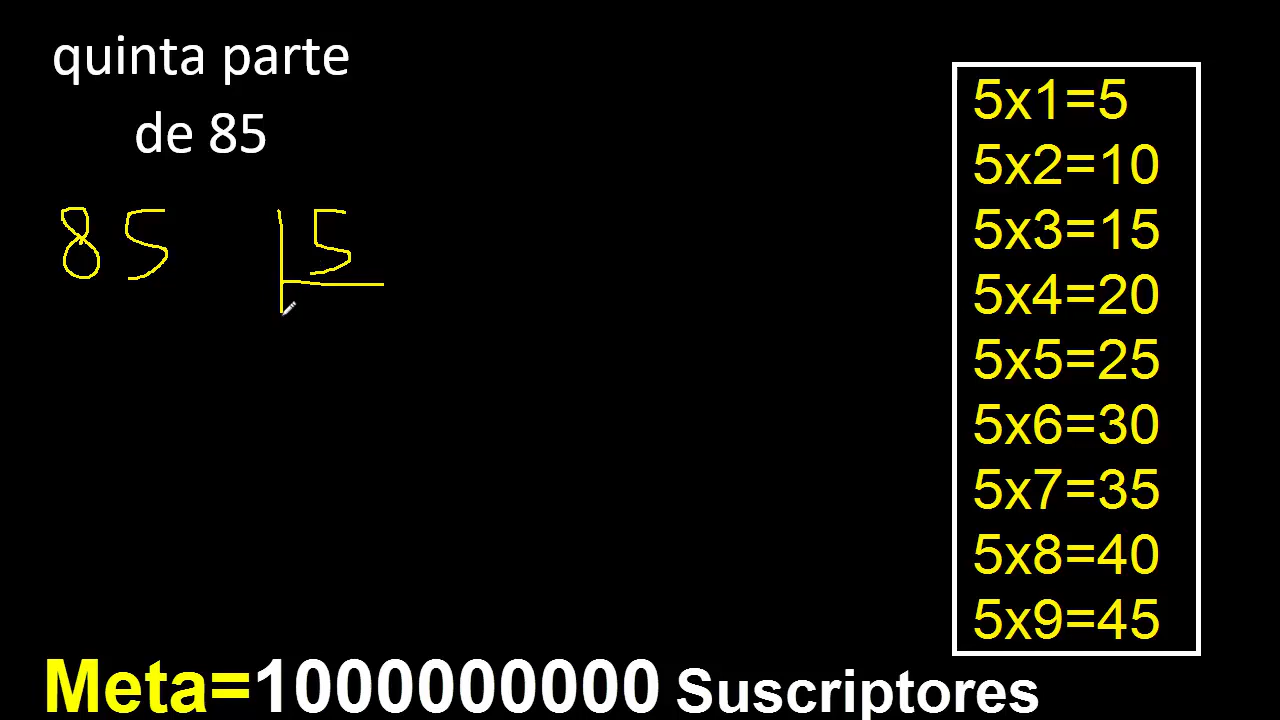 quinta parte
de 85
85 5
5x1=5
5x2=10
5x3=15
5x4=20
5x5=25
5x6=30
5x7=35
5x8=40
5x9=45
Meta=1000000000 Suscriptores